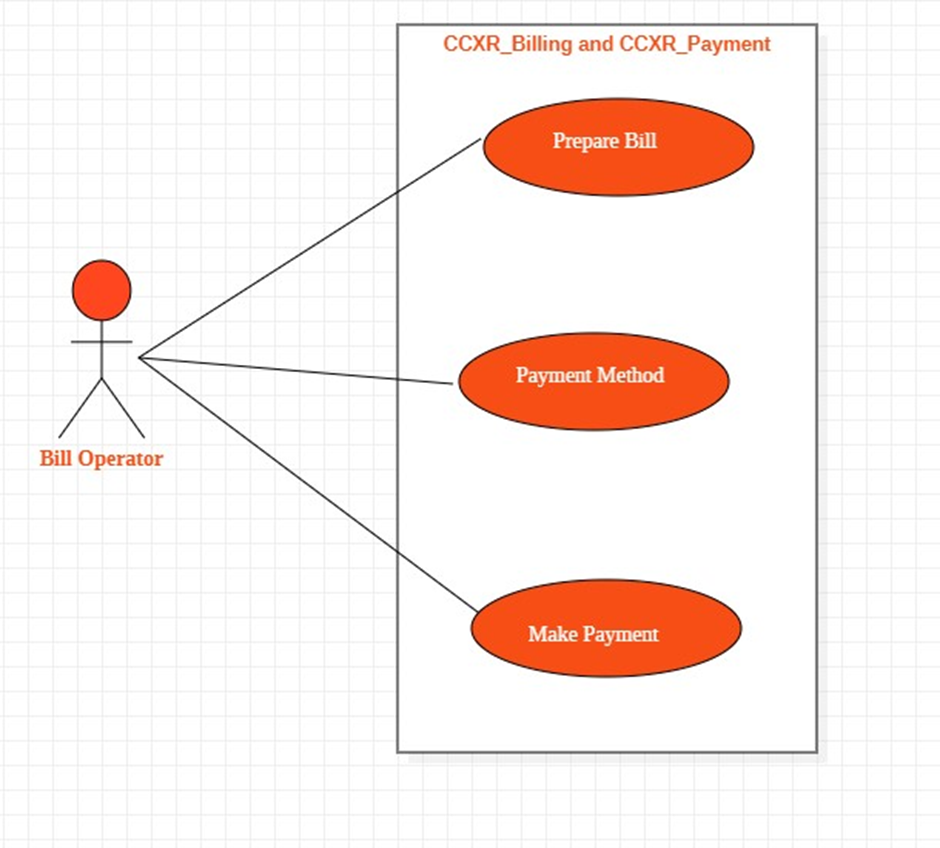 CCXR_Billing and CCXR_Payment
Prepare Bill
Payment Method
Bill Operator
Make Payment